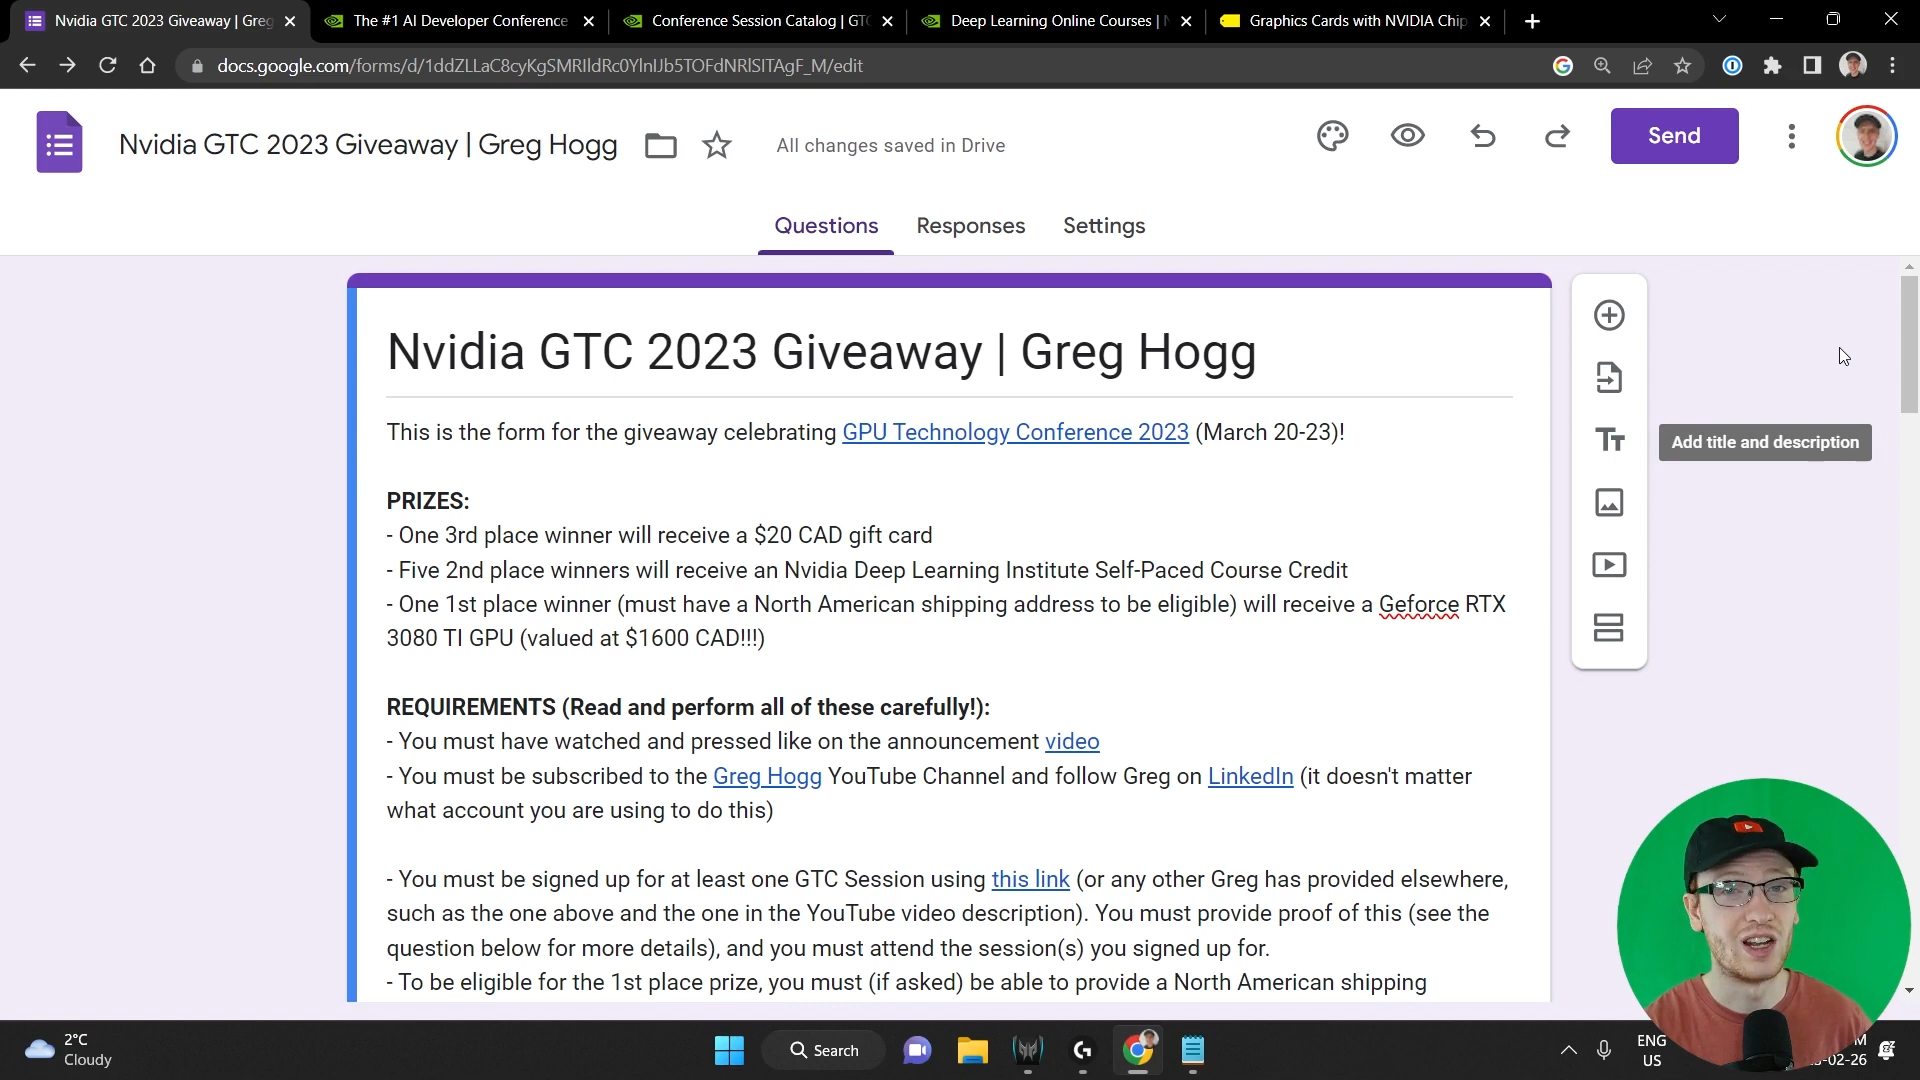 Nvidia GTC 2023 Giveaway | Greg
The #1 AI Developer Conference
Conference Session Catalog | GTC
Deep Learning Online Courses |
Graphics Cards with NVIDIA Chip
docs.google.com/forms/d/1ddZLLaC8cyKgSMRIldRc0YlnIJb5TOFdNRlSITAgF_M/edit
Nvidia GTC 2023 Giveaway | Greg Hogg
All changes saved in Drive
Send
Questions
Responses
Settings
Nvidia GTC 2023 Giveaway | Greg Hogg
This is the form for the giveaway celebrating GPU Technology Conference 2023 (March 20-23)!
Add title and description
PRIZES:
- One 3rd place winner will receive a $20 CAD gift card
- Five 2nd place winners will receive an Nvidia Deep Learning Institute Self-Paced Course Credit
- One 1st place winner (must have a North American shipping address to be eligible) will receive a Geforce RTX
3080 TI GPU (valued at $1600 CAD!!!)
REQUIREMENTS (Read and perform all of these carefully!):
- You must have watched and pressed like on the announcement video
- You must be subscribed to the Greg Hogg YouTube Channel and follow Greg on LinkedIn (it doesn't matter
what account you are using to do this)
- You must be signed up for at least one GTC Session using this link (or any other Greg has provided elsewhere,
such as the one above and the one in the YouTube video description). You must provide proof of this (see the
question below for more details), and you must attend the session(s) you signed up for.
- To be eligible for the 1st place prize, you must (if asked) be able to provide a North American shipping
2°C
Cloudy
Search
ENG
US
M
-02-26